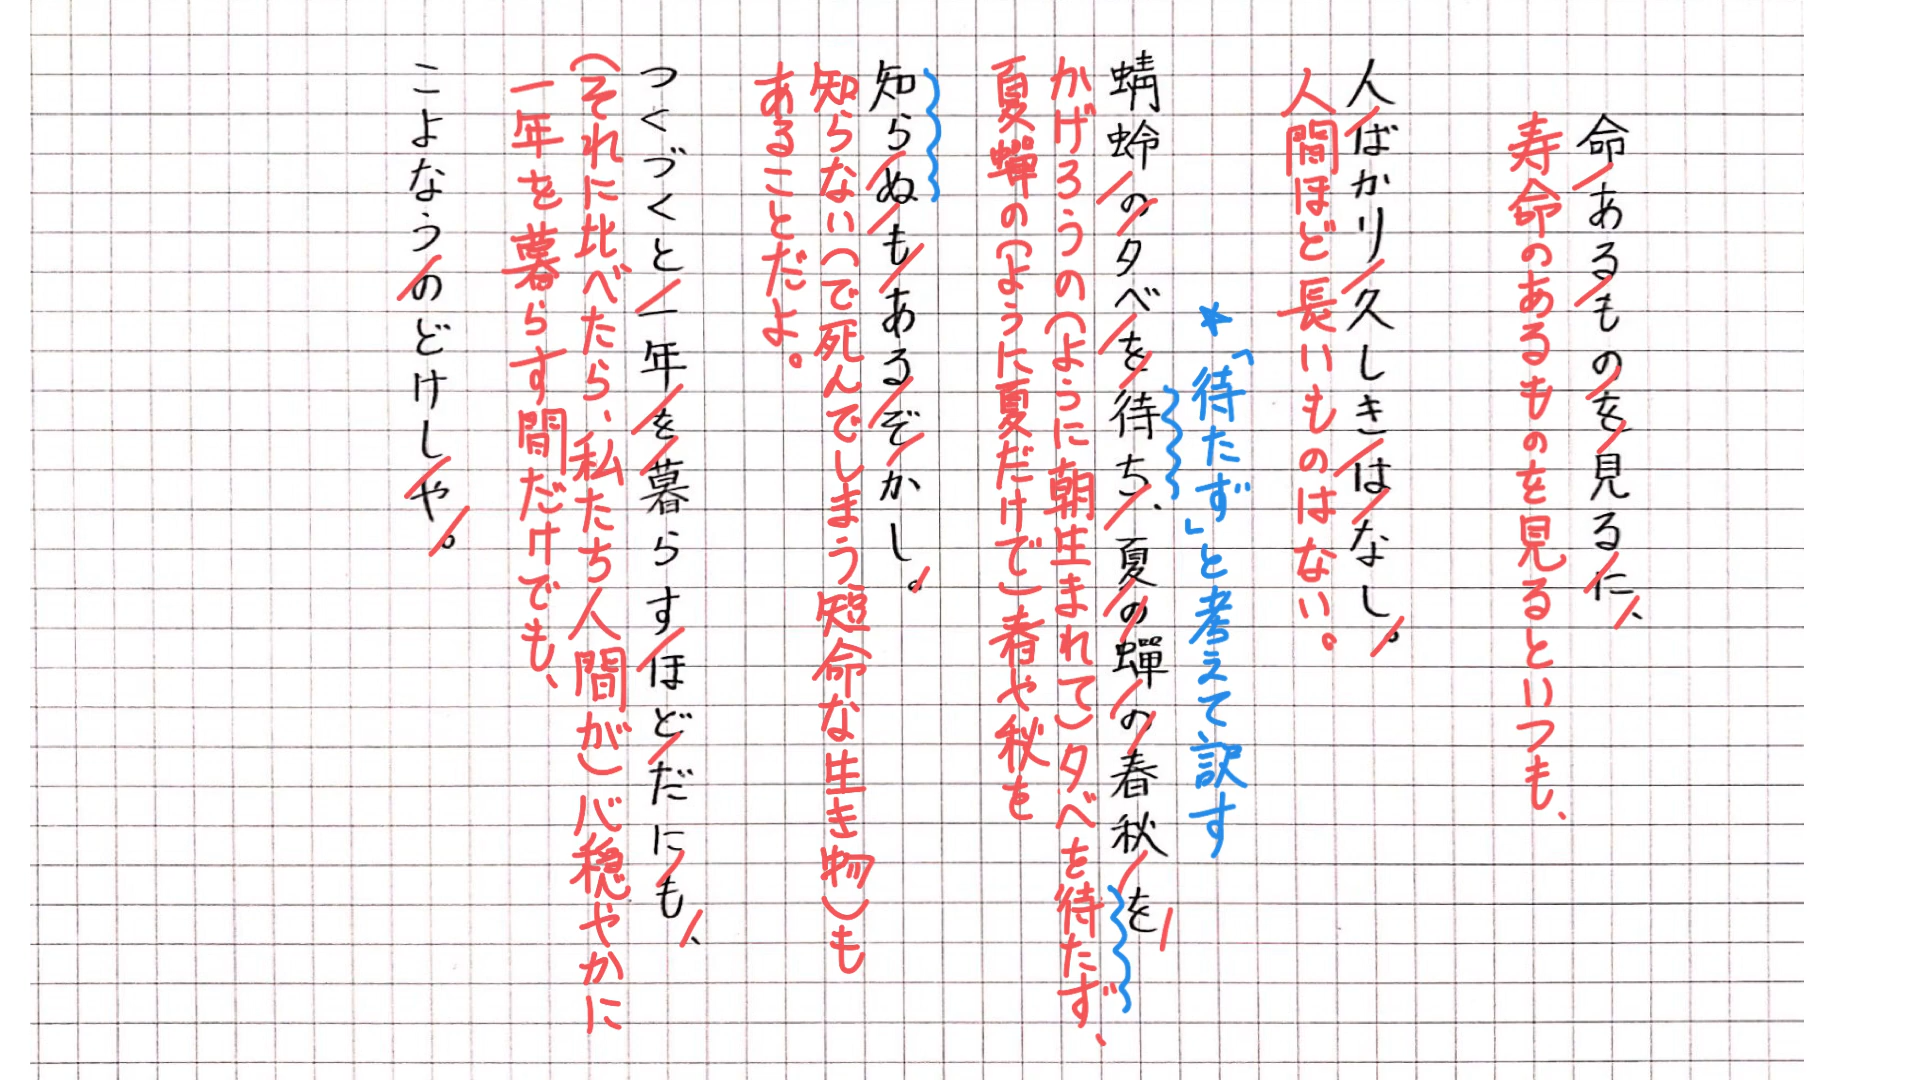 命あるものを見るに、
寿命のあるものを見るといつも、
人ばかり久しきはなし。
人間ほど長いものはない。
★「待たず」と考えて訳す
蜻蛉の夕べを待ち、夏の蟬の春秋を
かげろうの(ように朝生まれて)夕べを待たず、
夏蟬の(ように夏だけで)春や秋を
知らぬもあるぞかし。
知らない(で死んでしまう短命な生き物)も
あることだよ。
つくづくと一年を暮らすほどだにも、
(それに比べたら、私たち人間が)心穏やかに
一年を暮らす間だけでも、
こよなうのどけしや。